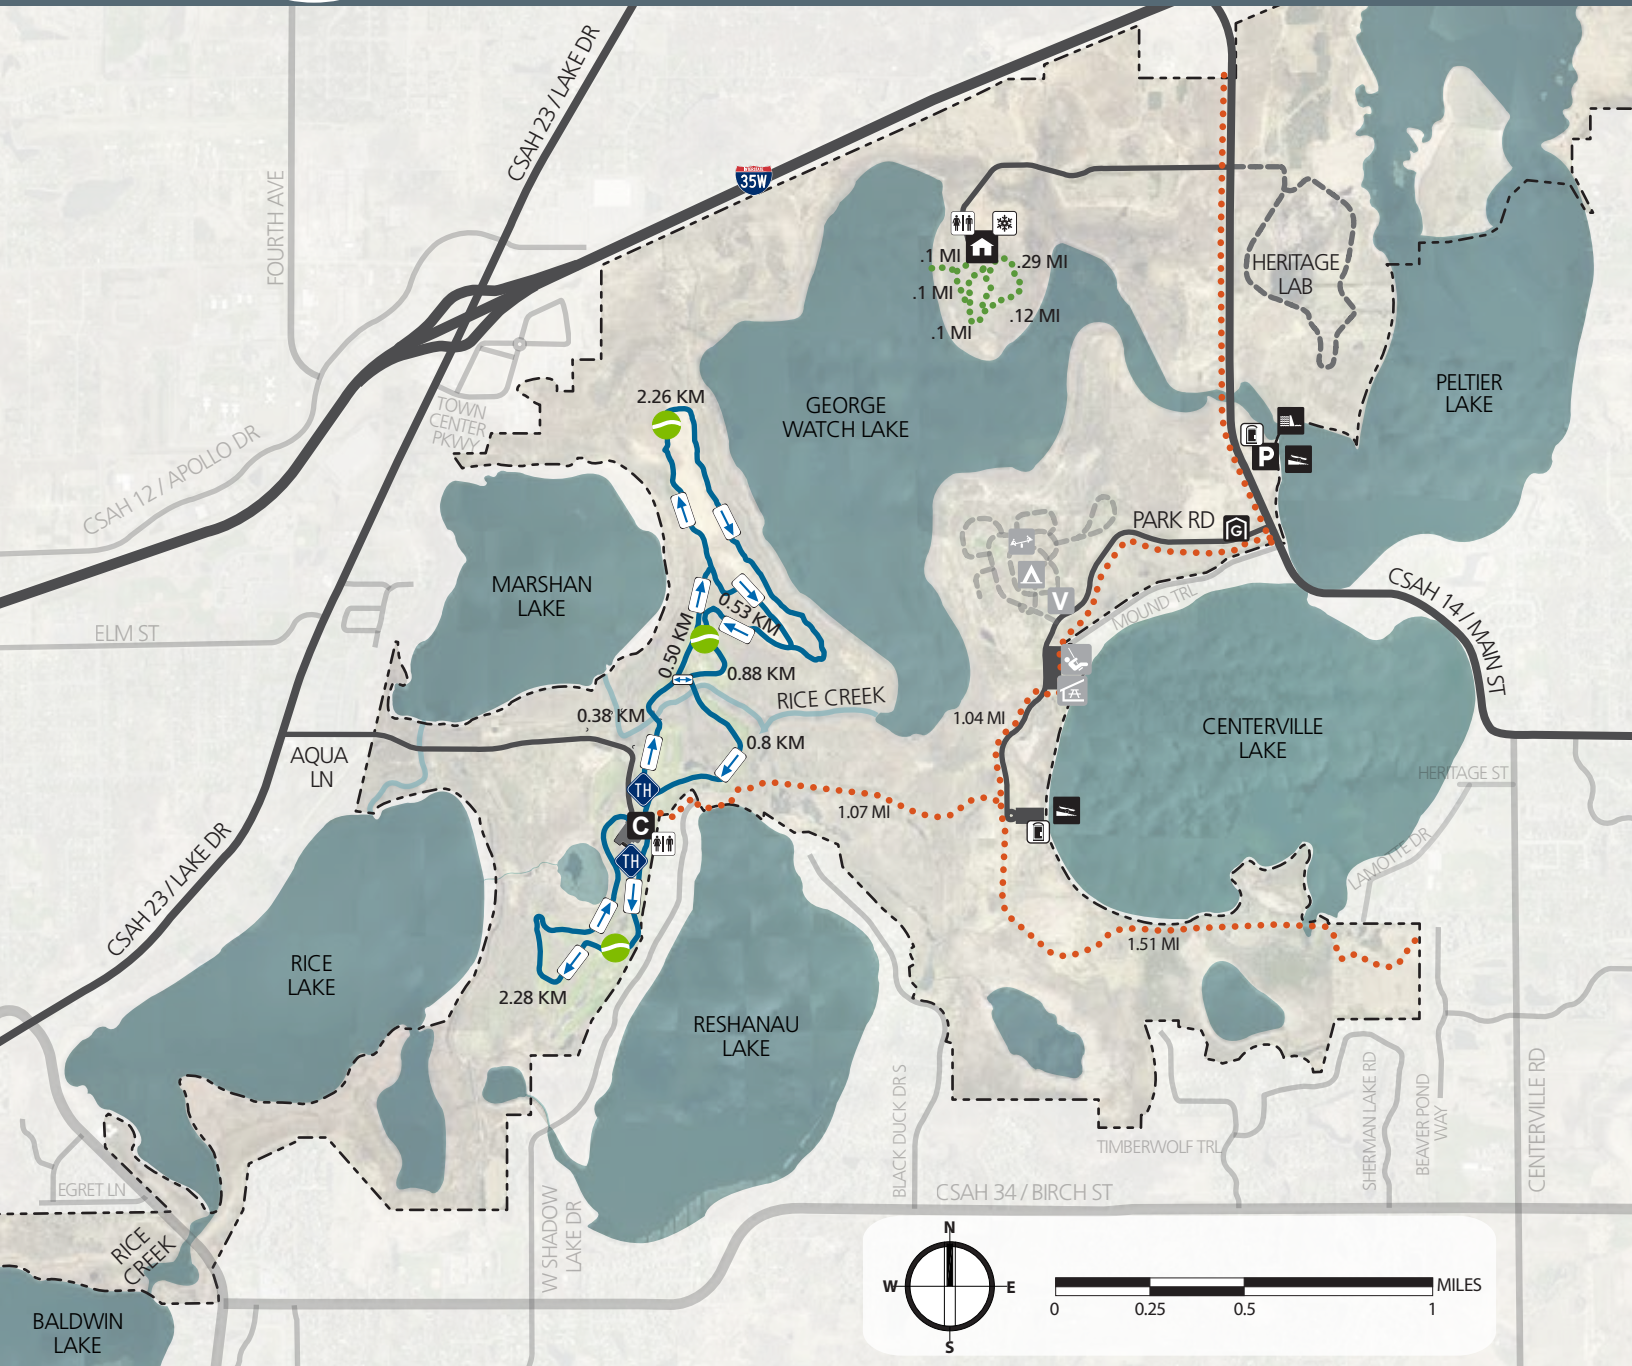 CSAH 23 / LAKE DR
35W
FOURTH AVE
.1 MI
.29 MI
.1 MI
.12 MI
.1 MI
HERITAGE
LAB
PELTIER
LAKE
2.26 KM
GEORGE
WATCH LAKE
TOWN
CENTER
PKWY
CSAH 12 / APOLLO DR
P
PARK RD
G
CSAH 14 / MAIN ST
MARSHAN
LAKE
V
MOUND TRL
ELM ST
0.53 KM
0.50 KM
0.88 KM
RICE CREEK
0.38 KM
1.04 MI
CENTERVILLE
LAKE
0.8 KM
AQUA
LN
HERITAGE ST
TH
1.07 MI
C
TH
LAMOTTE DR
CSAH 23 / LAKE DR
1.51 MI
RICE
LAKE
2.28 KM
RESHANAU
LAKE
BLACK DUCK DR S
SHERMAN LAKE RD
BEAVER POND
WAY
CENTERVILLE RD
TIMBERWOLF TRL
EGRET LN
CSAH 34 / BIRCH ST
W SHADOW
LAKE DR
RICE
CREEK
BALDWIN
LAKE
N
W
E
S
MILES
0
0.25
0.5
1